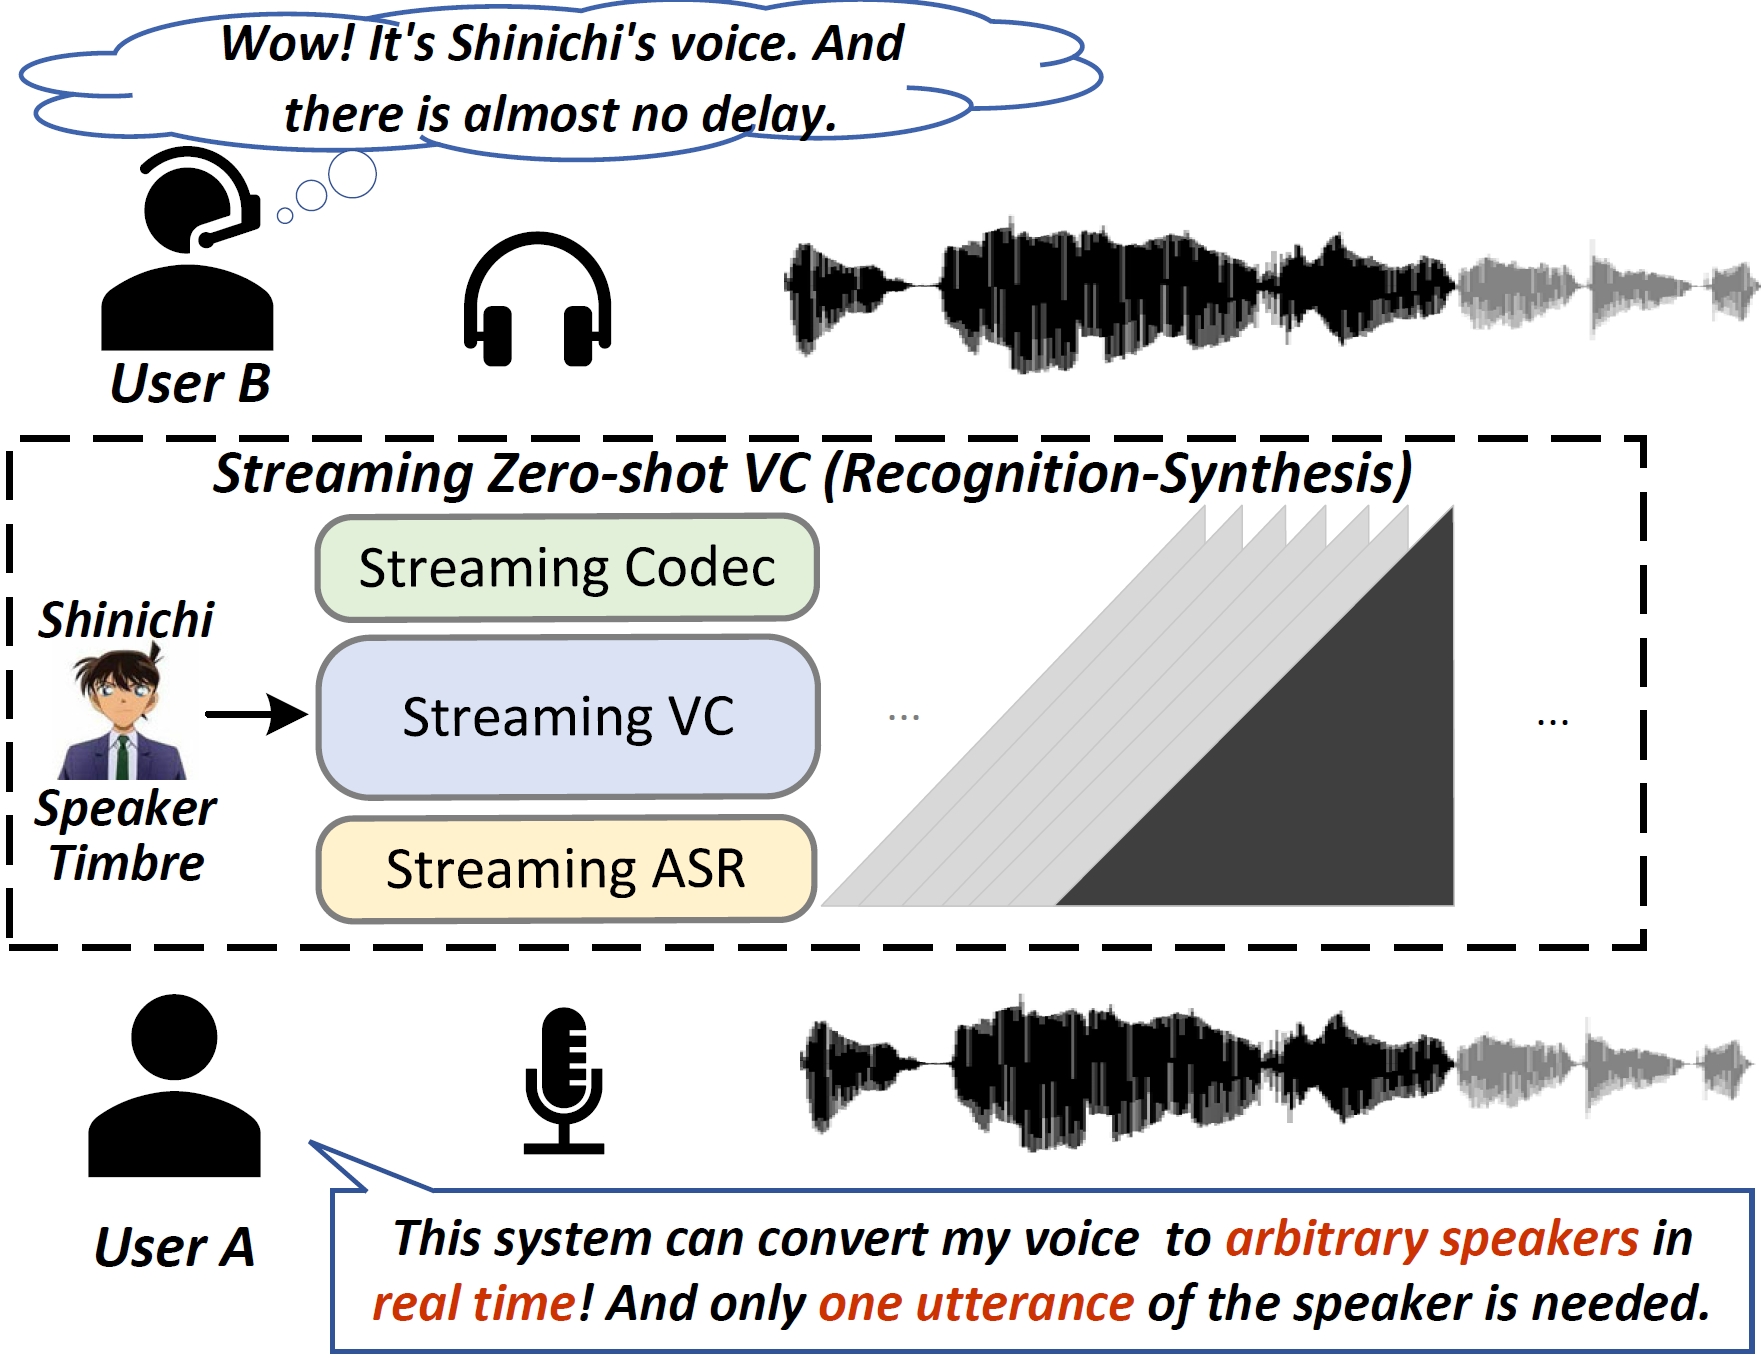 Wow! It's Shinichi's voice. And
there is almost no delay.
User B
Streaming Zero-shot VC (Recognition-Synthesis)
Streaming Codec
Shinichi
Streaming VC
...
...
Speaker
Timbre
Streaming ASR
User A
This system can convert my voice to arbitrary speakers in
real time! And only one utterance of the speaker is needed.